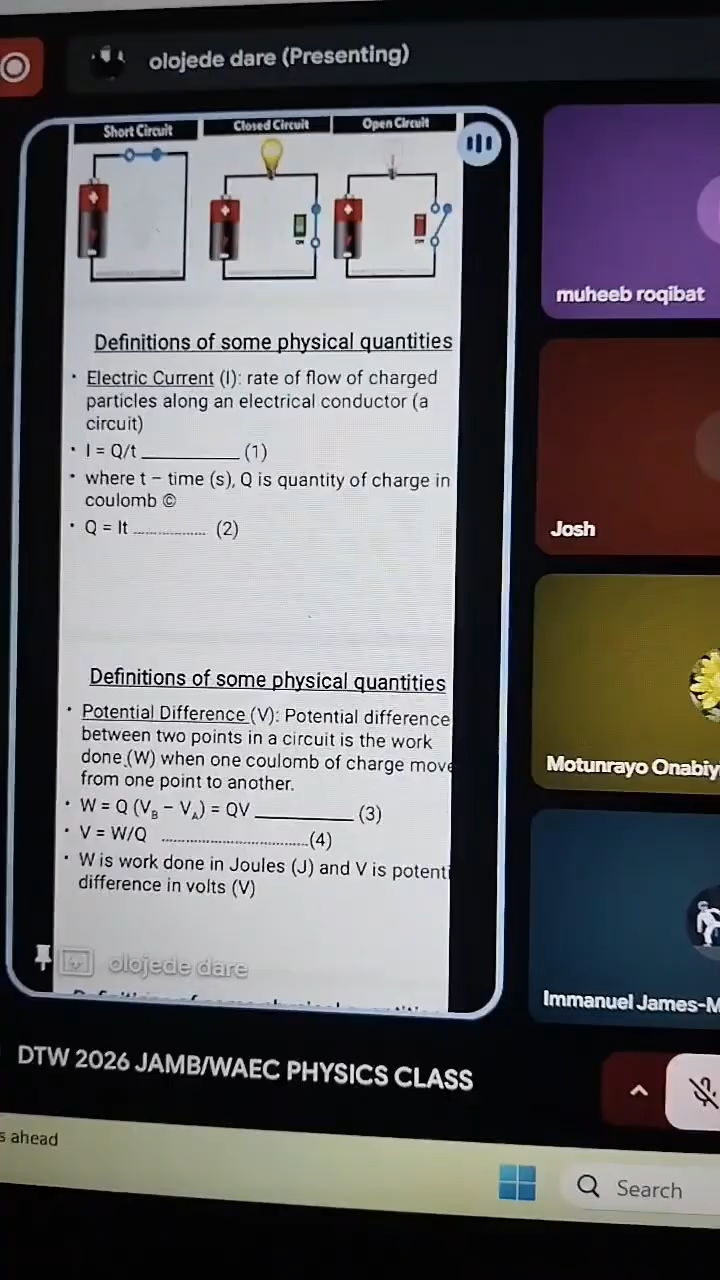 olojede dare (Presenting)
Short Circuit
Closed Circuit
Open Circuit
Definitions of some physical quantities
• Electric Current (I): rate of flow of charged
particles along an electrical conductor (a
circuit)
• I = Q/t __________ (1)
• where t – time (s), Q is quantity of charge in
coulomb ©
• Q = It .................. (2)
Definitions of some physical quantities
• Potential Difference (V): Potential difference
between two points in a circuit is the work
done (W) when one coulomb of charge move
from one point to another.
• W = Q (V_B – V_A) = QV __________ (3)
• V = W/Q ....................................(4)
• W is work done in Joules (J) and V is potenti
difference in volts (V)
olojede dare
muheeb roqibat
Josh
Motunrayo Onabiy
Immanuel James-M
DTW 2026 JAMB/WAEC PHYSICS CLASS
s ahead
Search